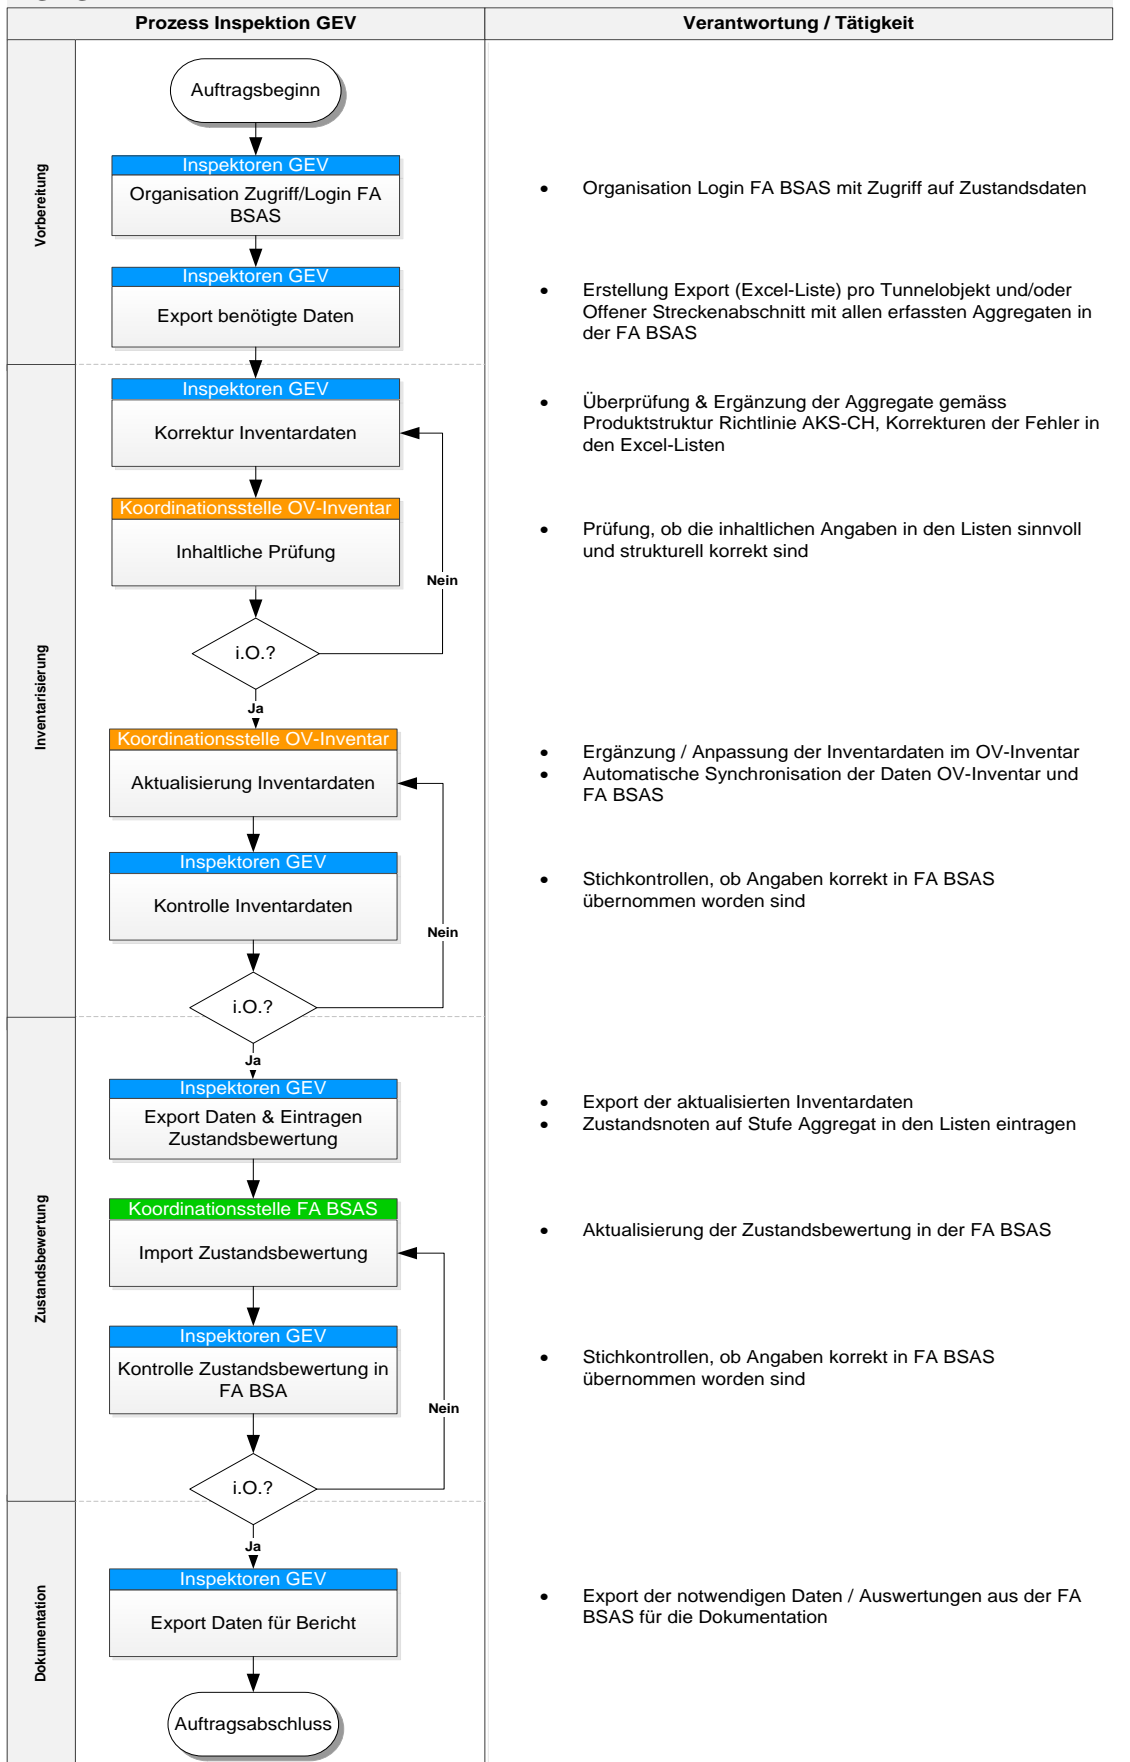 Prozess Inspektion GEV
Verantwortung / Tätigkeit
Vorbereitung
Auftragsbeginn
Inspektoren GEV
Organisation Zugriff/Login FA
BSAS
• Organisation Login FA BSAS mit Zugriff auf Zustandsdaten
Inspektoren GEV
Export benötigte Daten
• Erstellung Export (Excel-Liste) pro Tunnelobjekt und/oder
Offener Streckenabschnitt mit allen erfassten Aggregaten in
der FA BSAS
Inventarisierung
Inspektoren GEV
Korrektur Inventardaten
• Überprüfung & Ergänzung der Aggregate gemäss
Produktstruktur Richtlinie AKS-CH, Korrekturen der Fehler in
den Excel-Listen
Koordinationsstelle OV-Inventar
Inhaltliche Prüfung
• Prüfung, ob die inhaltlichen Angaben in den Listen sinnvoll
und strukturell korrekt sind
Nein
i.O.?
Ja
Koordinationsstelle OV-Inventar
Aktualisierung Inventardaten
• Ergänzung / Anpassung der Inventardaten im OV-Inventar
• Automatische Synchronisation der Daten OV-Inventar und
FA BSAS
Inspektoren GEV
Kontrolle Inventardaten
• Stichkontrollen, ob Angaben korrekt in FA BSAS
übernommen worden sind
Nein
i.O.?
Ja
Zustandsbewertung
Inspektoren GEV
Export Daten & Eintragen
Zustandsbewertung
• Export der aktualisierten Inventardaten
• Zustandsnoten auf Stufe Aggregat in den Listen eintragen
Koordinationsstelle FA BSAS
Import Zustandsbewertung
• Aktualisierung der Zustandsbewertung in der FA BSAS
Inspektoren GEV
Kontrolle Zustandsbewertung in
FA BSA
• Stichkontrollen, ob Angaben korrekt in FA BSAS
übernommen worden sind
Nein
i.O.?
Ja
Dokumentation
Inspektoren GEV
Export Daten für Bericht
• Export der notwendigen Daten / Auswertungen aus der FA
BSAS für die Dokumentation
Auftragsabschluss